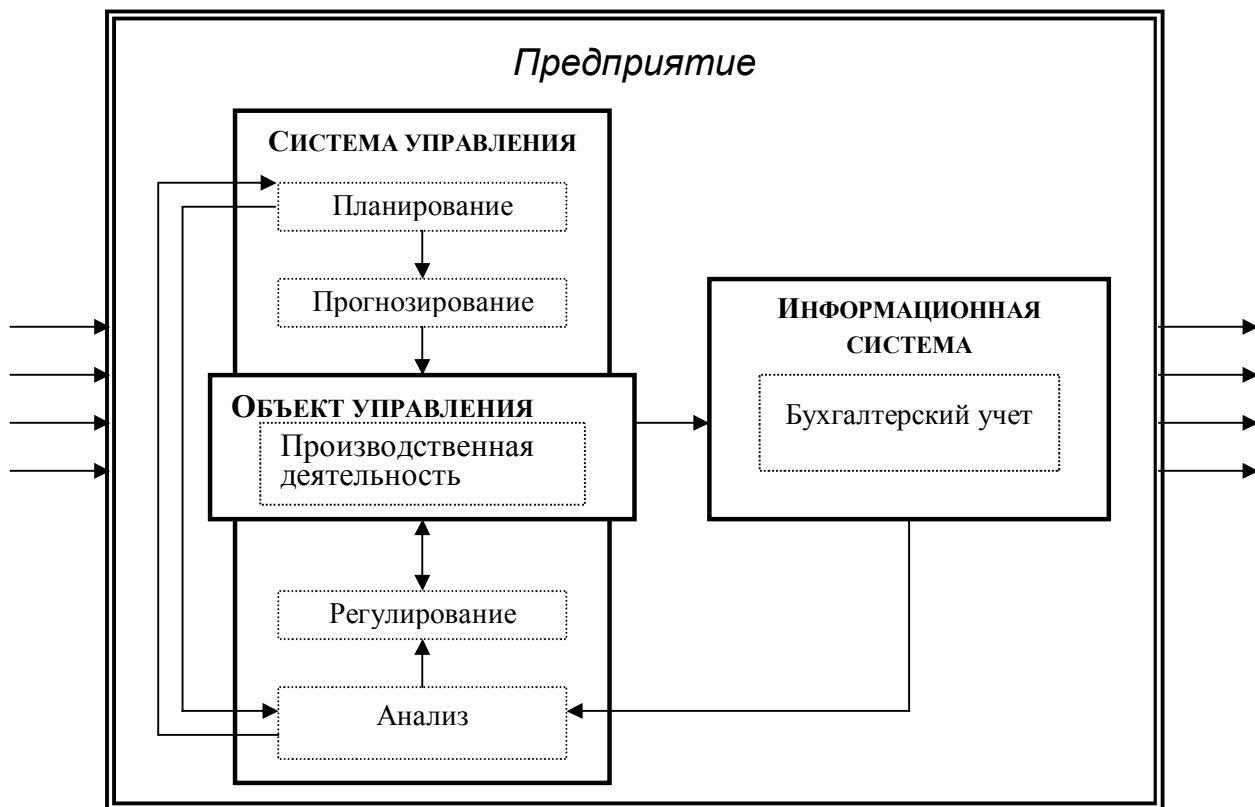 Предприятие
СИСТЕМА УПРАВЛЕНИЯ
Планирование
Прогнозирование
ОБЪЕКТ УПРАВЛЕНИЯ
Производственная
деятельность
Регулирование
Анализ
ИНФОРМАЦИОННАЯ
СИСТЕМА
Бухгалтерский учет